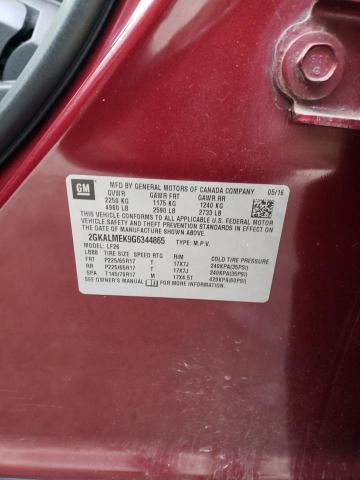 G
GM
MFD BY GENERAL MOTORS OF CANADA COMPANY 05/16
GVWR GAWR FRT GAWR RR
2250 KG 1175 KG 1240 KG
4960 LB 2590 LB 2733 LB
THIS VEHICLE CONFORMS TO ALL APPLICABLE U.S. FEDERAL MOTOR
VEHICLE SAFETY, BUMPER, AND THEFT PREVENTION STANDARDS IN
EFFECT ON THE DATE OF MANUFACTURE SHOWN ABOVE.
2GKALMEK9G6344865 TYPE: M.P.V.
MODEL: LF26
LBBB TIRE SIZE SPEED RTG RIM COLD TIRE PRESSURE
FRT P225/65R17 T 17X7J 240KPA(35PSI)
RR P225/65R17 T 17X7J 240KPA(35PSI)
SPA T145/70R17 M 17X4.5T 420KPA(60PSI)
SEE OWNER'S MANUAL FOR MORE INFORMATION.